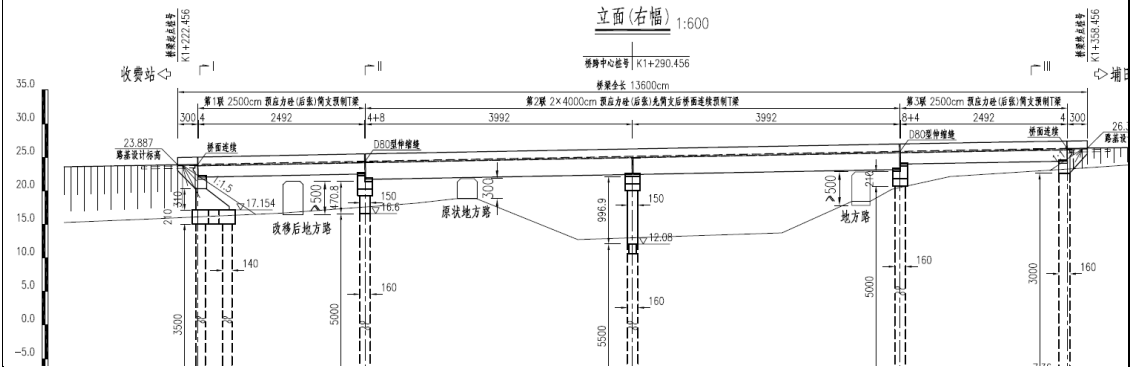 立面(右幅) 1:600
桥梁起点桩号
K1+222.456
桥梁终点桩号
K1+358.456
桥跨中心桩号 K1+290.456
收费站
I
II
III
桥梁全长 13600cm
第1联 2500cm 预应力砼(后张)简支预制T梁
第2联 2×4000cm 预应力砼(后张)先简支后桥面连续预制T梁
第3联 2500cm 预应力砼(后张)简支预制T梁
300 4 2492 4+8 3992 3992 8+4 2492 4 300
35.0
30.0
25.0
20.0
15.0
10.0
5.0
0.0
-5.0
23.887
路基设计标高
桥面连续
D80型伸缩缝
D80型伸缩缝
桥面连续
1:1.5
310
210
17.154
≥500
改移后地方路
470.8
150
16.6
原状地方路
300
996.9
150
12.08
≥500
地方路
216
140
160
160
160
160
3500
5000
5500
5000
3000